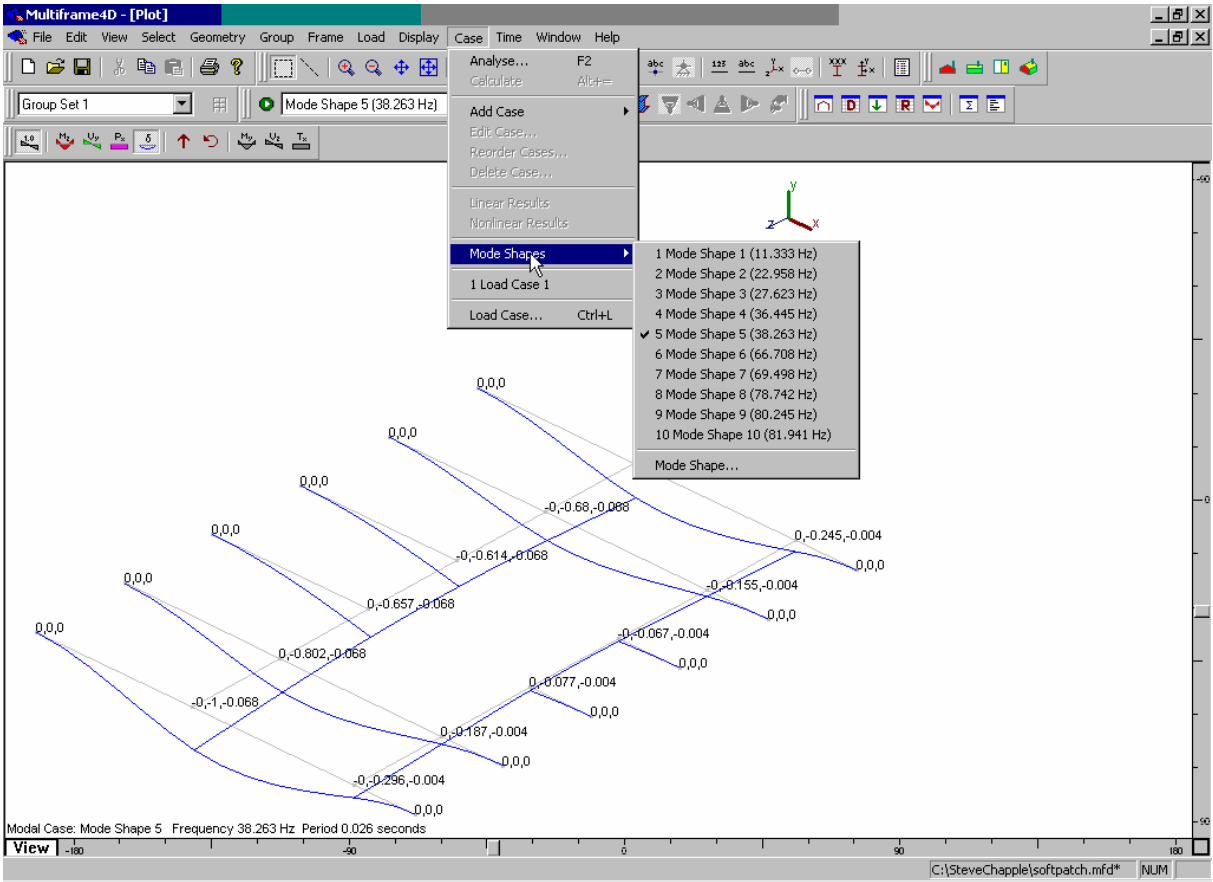 Multiframe4D - [Plot]
File Edit View Select Geometry Group Frame Load Display Case Time Window Help
Group Set 1
Mode Shape 5 (38.263 Hz)
Analyse... F2
Calculate Alt+=
Add Case
Edit Case...
Reorder Cases...
Delete Case...
Linear Results
Nonlinear Results
Mode Shapes
1 Load Case 1
Load Case... Ctrl+L
1 Mode Shape 1 (11.333 Hz)
2 Mode Shape 2 (22.958 Hz)
3 Mode Shape 3 (27.623 Hz)
4 Mode Shape 4 (36.445 Hz)
5 Mode Shape 5 (38.263 Hz)
6 Mode Shape 6 (66.708 Hz)
7 Mode Shape 7 (69.498 Hz)
8 Mode Shape 8 (78.742 Hz)
9 Mode Shape 9 (80.245 Hz)
10 Mode Shape 10 (81.941 Hz)
Mode Shape...
y
z
x
-90
0
-90
0,0,0
0,0,0
0,0,0
-0,-0.68,-0.068
0,0,0
0,-0.245,-0.004
-0,-0.614,-0.068
0,0,0
0,0,0
-0,-0.155,-0.004
0,-0.657,-0.068
0,0,0
0,0,0
-0,-0.067,-0.004
0,-0.802,-0.068
0,0,0
0,-0.077,-0.004
-0,-1,-0.068
0,0,0
0,-0.187,-0.004
0,0,0
-0,-0.296,-0.004
0,0,0
Modal Case: Mode Shape 5 Frequency 38.263 Hz Period 0.026 seconds
View
-180
-90
0
90
180
C:\SteveChapple\softpatch.mfd*
NUM